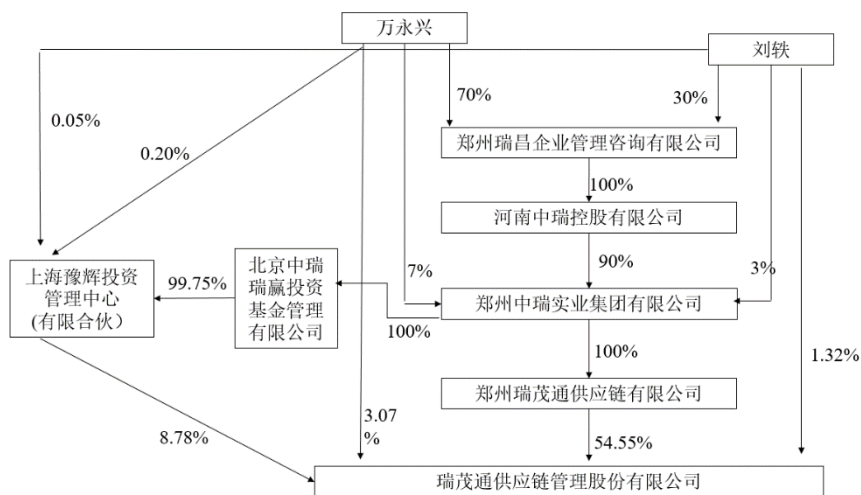 万永兴
刘轶
0.05%
70%
30%
0.20%
郑州瑞昌企业管理咨询有限公司
100%
河南中瑞控股有限公司
90%
7%
3%
上海豫辉投资
管理中心
(有限合伙）
99.75%
北京中瑞
瑞赢投资
基金管理
有限公司
100%
郑州中瑞实业集团有限公司
100%
1.32%
郑州瑞茂通供应链有限公司
8.78%
3.07
%
54.55%
瑞茂通供应链管理股份有限公司